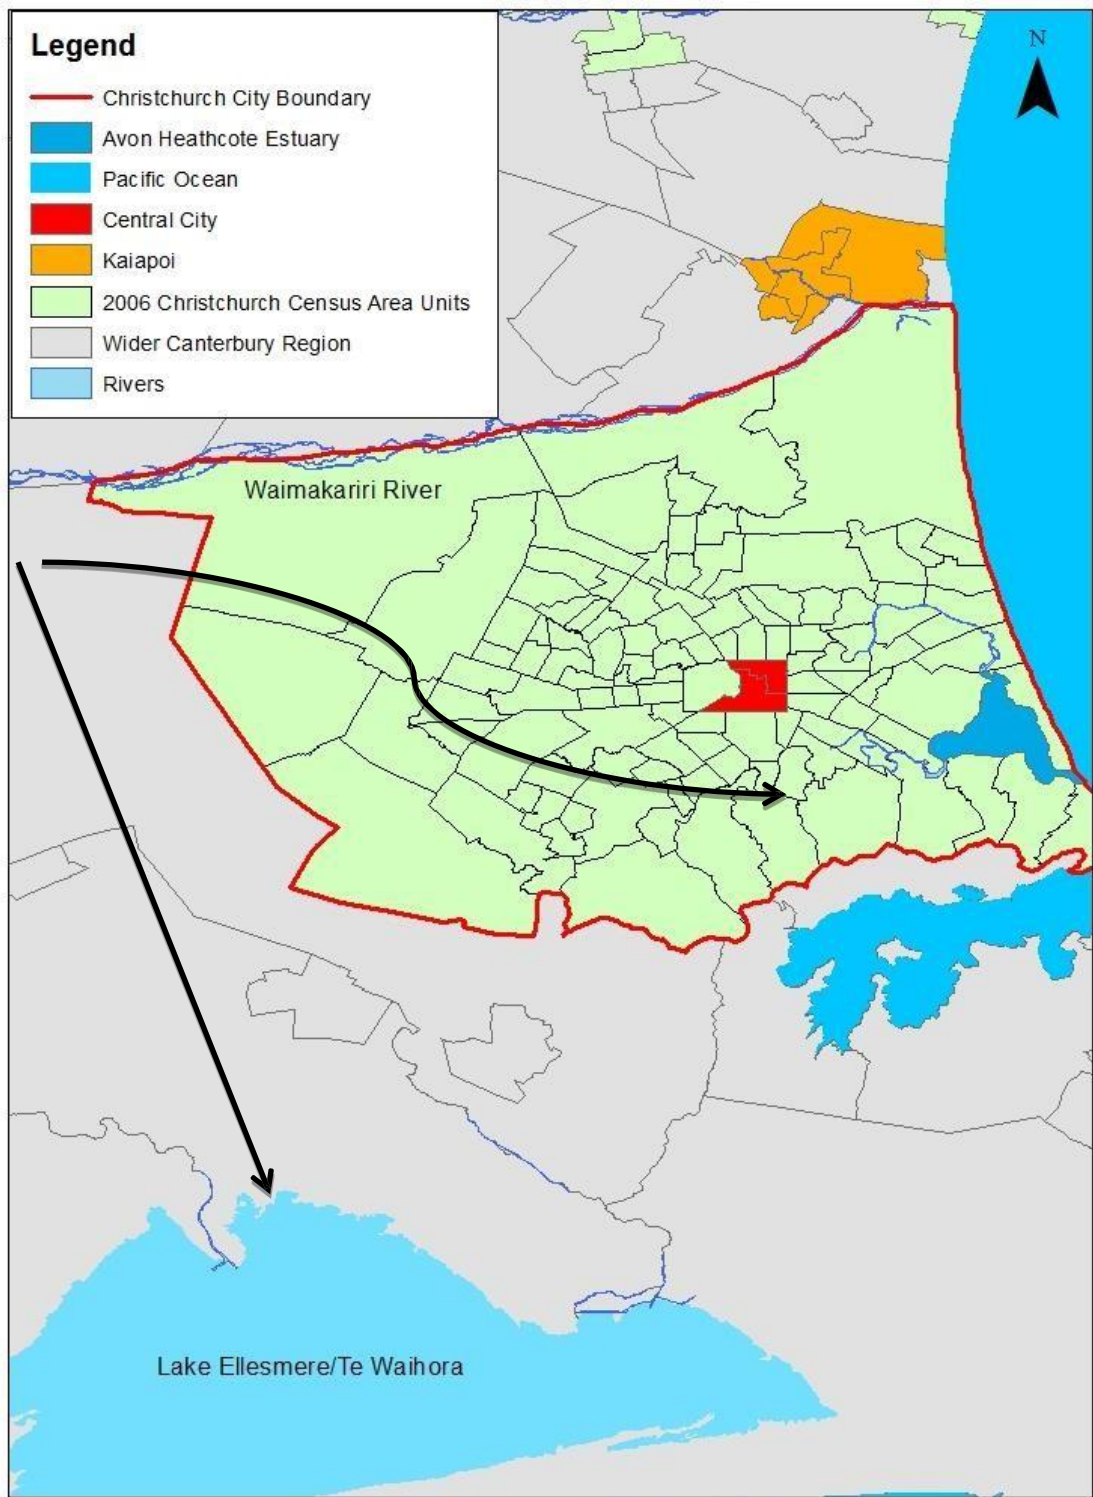 Legend
Christchurch City Boundary
Avon Heathcote Estuary
Pacific Ocean
Central City
Kaiapoi
2006 Christchurch Census Area Units
Wider Canterbury Region
Rivers
N
Waimakariri River
Lake Ellesmere/Te Waihora